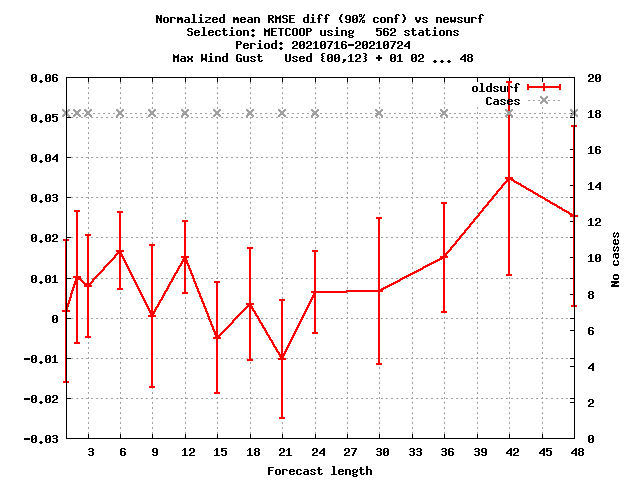 Normalized mean RMSE diff (90% conf) vs newsurf
Selection: METCOOP using   562 stations
Period: 20210716-20210724
Max Wind Gust   Used {00,12} + 01 02 ... 48
oldsurf
Cases
0.06
0.05
0.04
0.03
0.02
0.01
0
-0.01
-0.02
-0.03
20
18
16
14
12
10
8
6
4
2
0
No cases
3 6 9 12 15 18 21 24 27 30 33 36 39 42 45 48
Forecast length